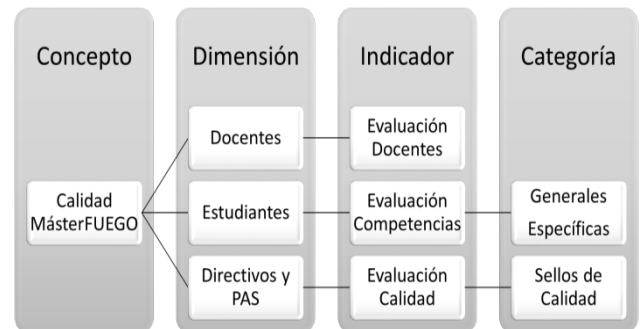 Concepto
Dimensión
Indicador
Categoría
Docentes
Evaluación
Docentes
Calidad
MásterFUEGO
Estudiantes
Evaluación
Competencias
Generales
Específicas
Directivos y
PAS
Evaluación
Calidad
Sellos de
Calidad